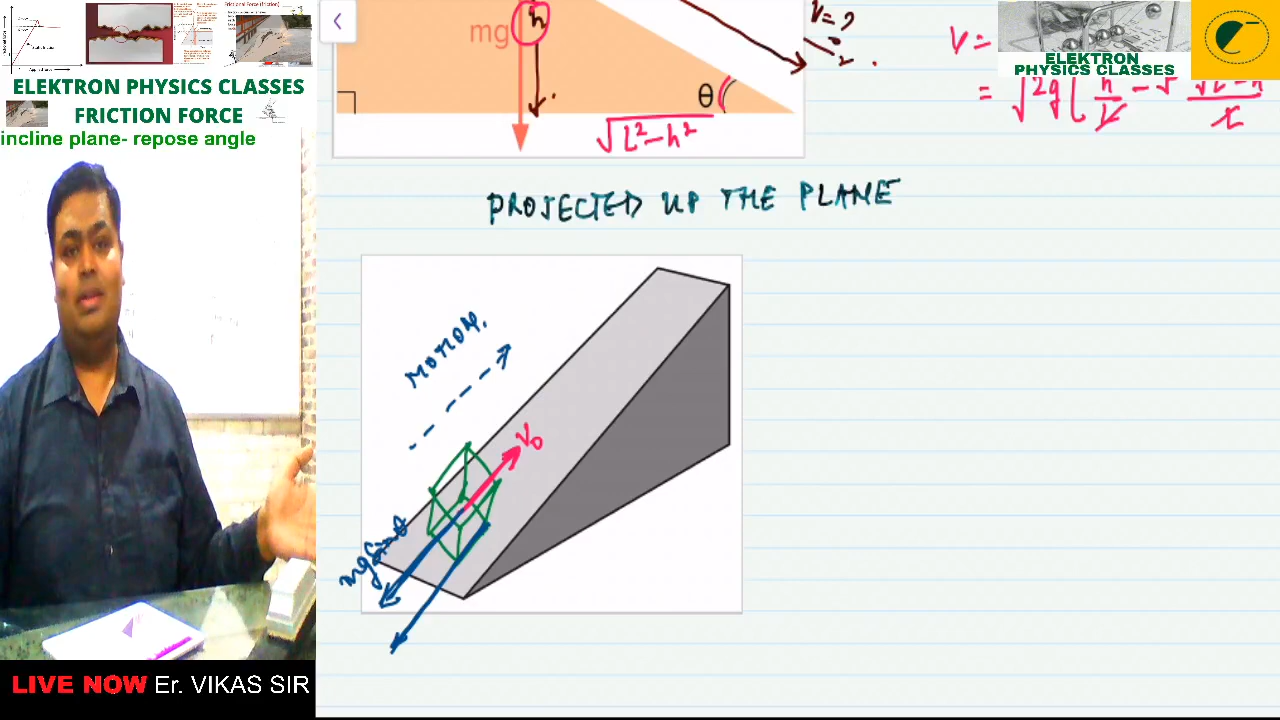 ELEKTRON PHYSICS CLASSES
FRICTION FORCE
incline plane- repose angle
mg
h
θ
√L²−h²
V=?
V=
ELEKTRON
PHYSICS CLASSES
PROJECTED UP THE PLANE
MOTION.
V₀
mg sin θ
LIVE NOW Er. VIKAS SIR